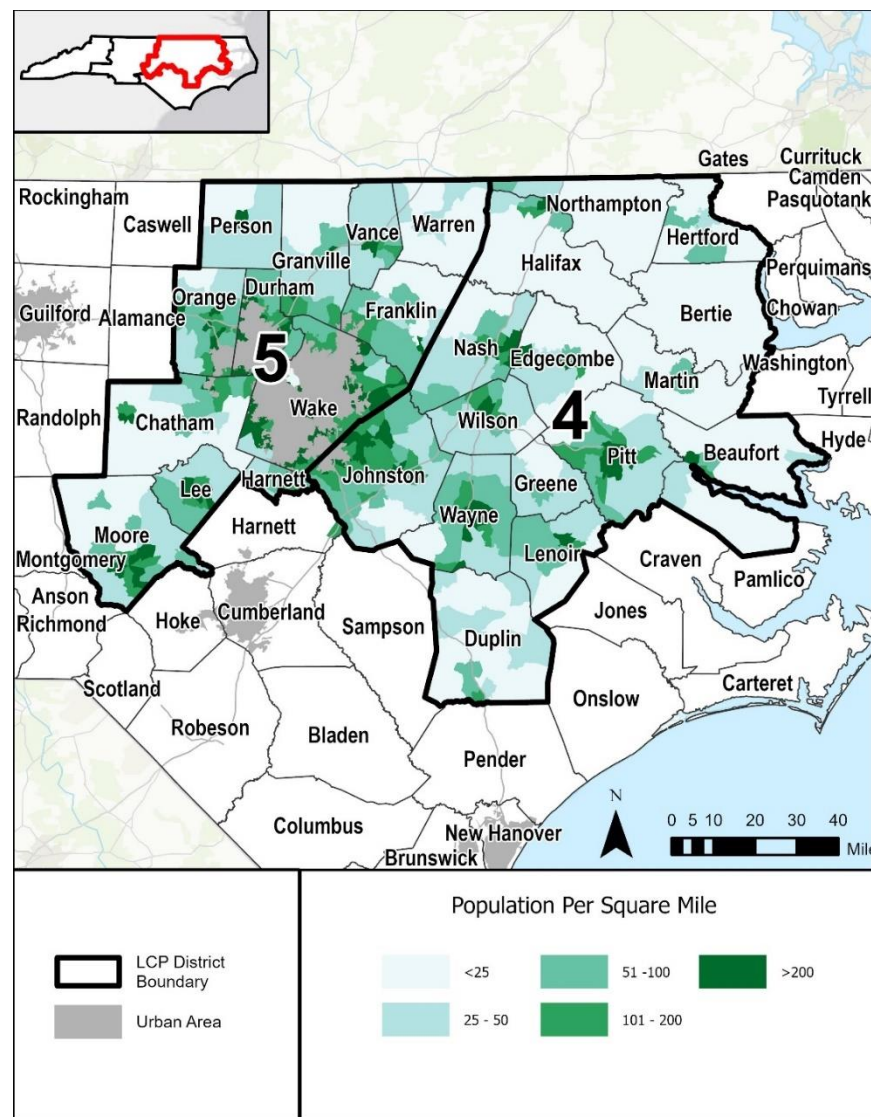 Gates
Currituck
Camden
Pasquotank
Rockingham
Caswell
Person
Granville
Vance
Warren
Northampton
Hertford
Halifax
Perquimans
Chowan
Guilford
Alamance
Orange
Durham
Franklin
Bertie
Nash
Edgecombe
5
4
Martin
Washington
Tyrrell
Randolph
Chatham
Wake
Wilson
Hyde
Pitt
Beaufort
Lee
Harnett
Johnston
Greene
Moore
Harnett
Wayne
Lenoir
Craven
Montgomery
Pamlico
Anson
Richmond
Hoke
Cumberland
Sampson
Duplin
Jones
Scotland
Carteret
Onslow
Robeson
Bladen
Pender
Columbus
New Hanover
Brunswick
N
0 5 10 20 30 40
Mile
Population Per Square Mile
LCP District
Boundary
Urban Area
<25
51 -100
>200
25 - 50
101 - 200